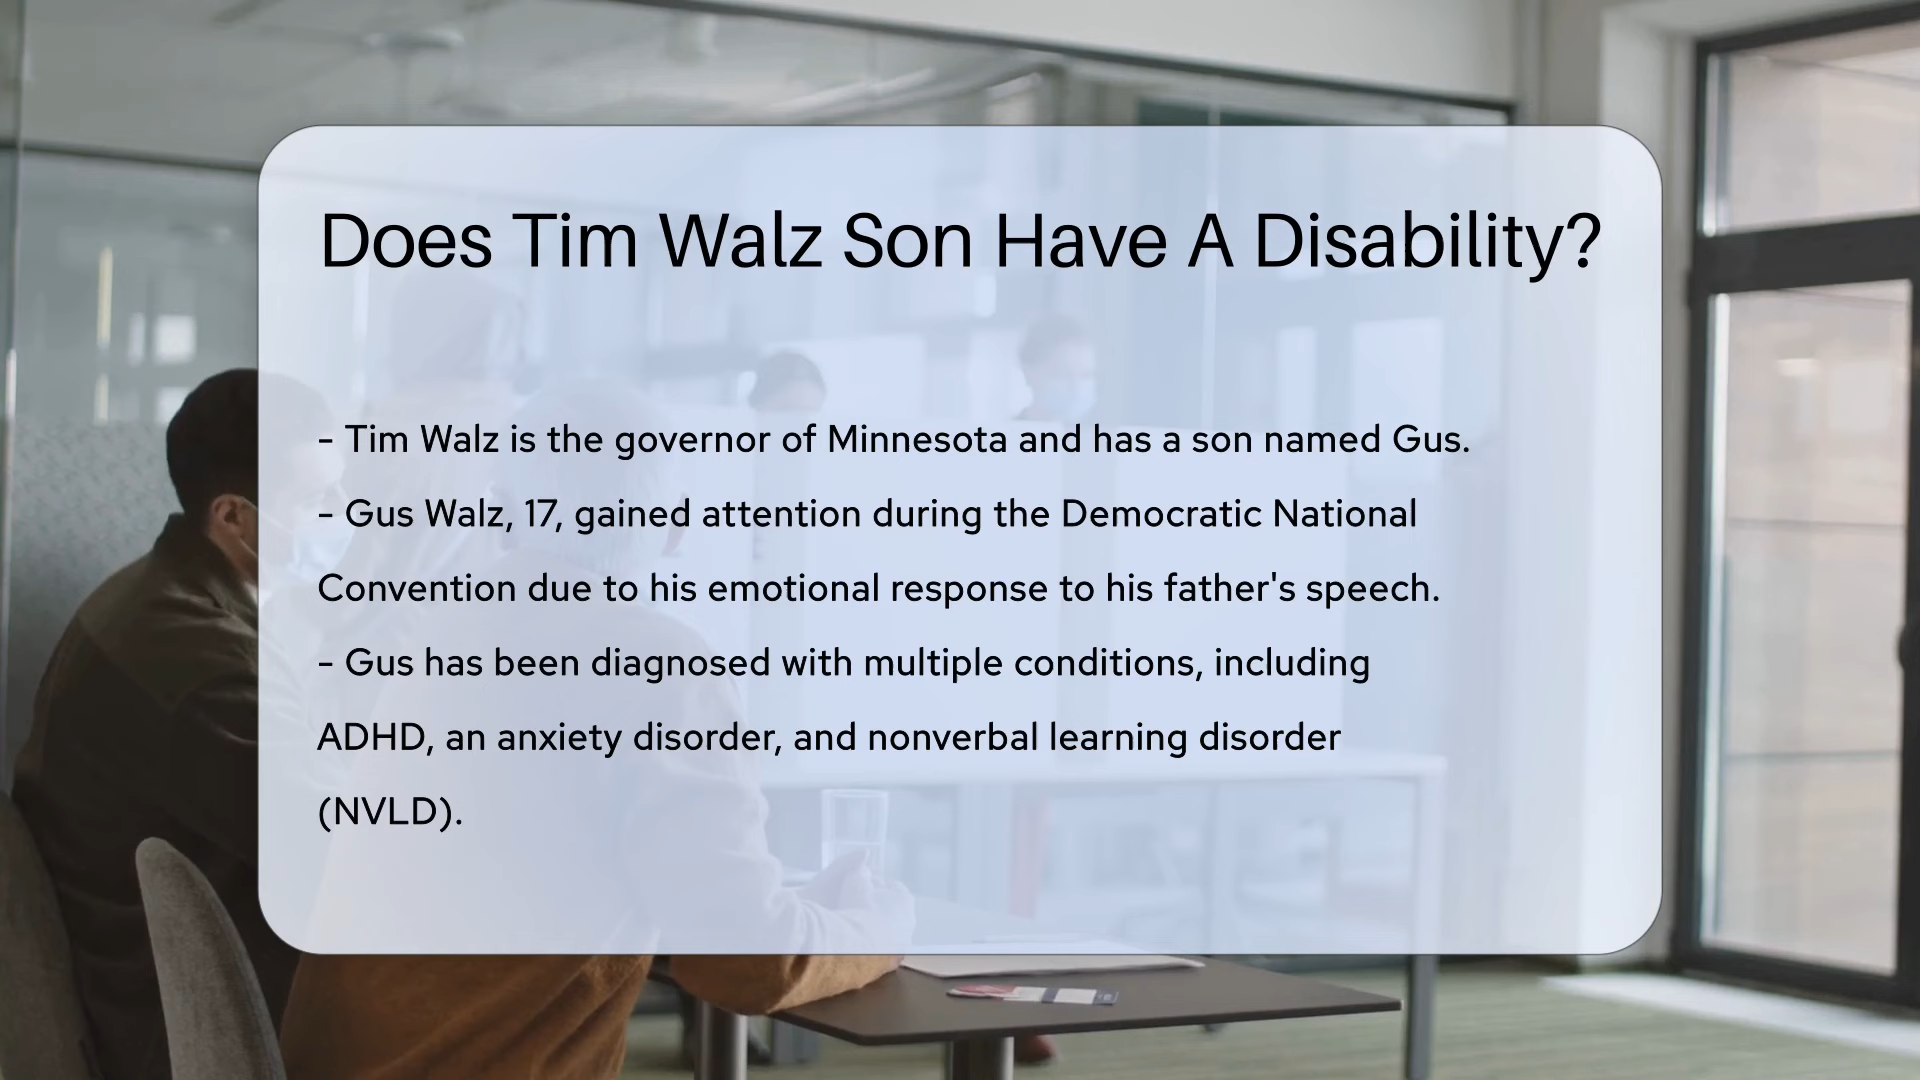 Does Tim Walz Son Have A Disability?
- Tim Walz is the governor of Minnesota and has a son named Gus.
- Gus Walz, 17, gained attention during the Democratic National
Convention due to his emotional response to his father's speech.
- Gus has been diagnosed with multiple conditions, including
ADHD, an anxiety disorder, and nonverbal learning disorder
(NVLD).